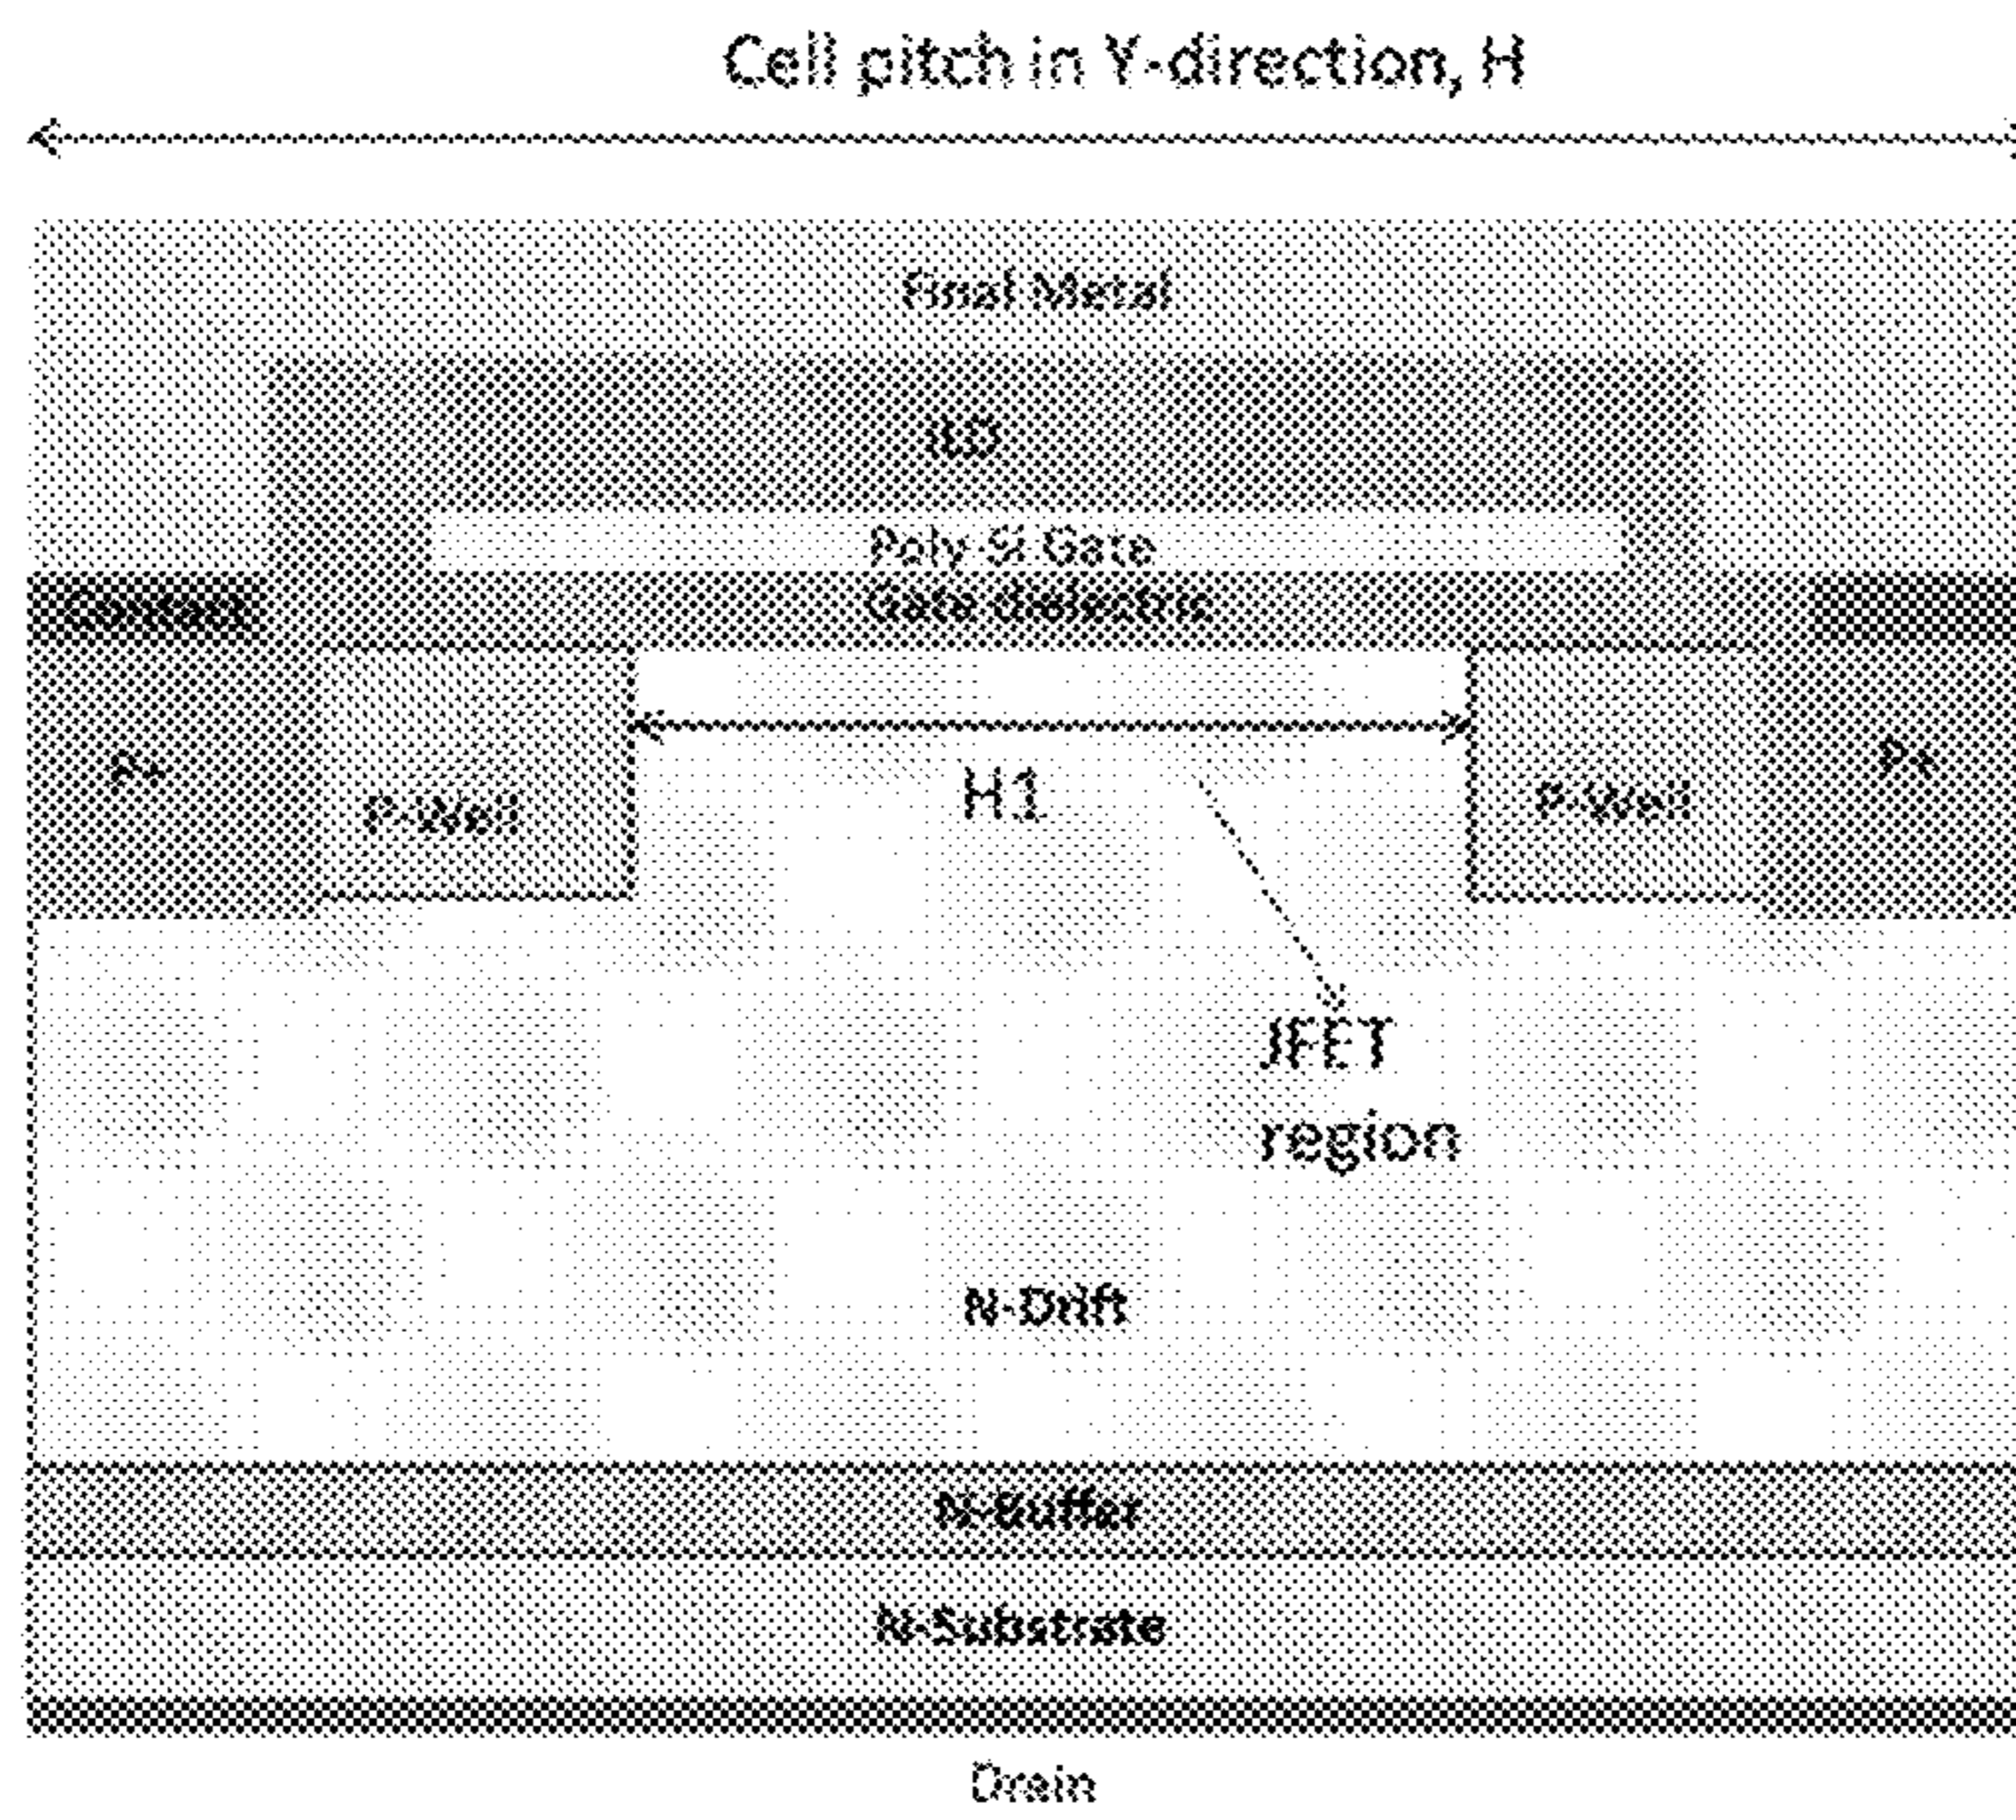 Cell pitch in Y-direction, H
Final Metal
ILD
Poly-Si Gate
Contact
Gate dielectric
P+
P-Well
H1
P-Well
P+
JFET
region
N-Drift
N-Buffer
N-Substrate
Drain